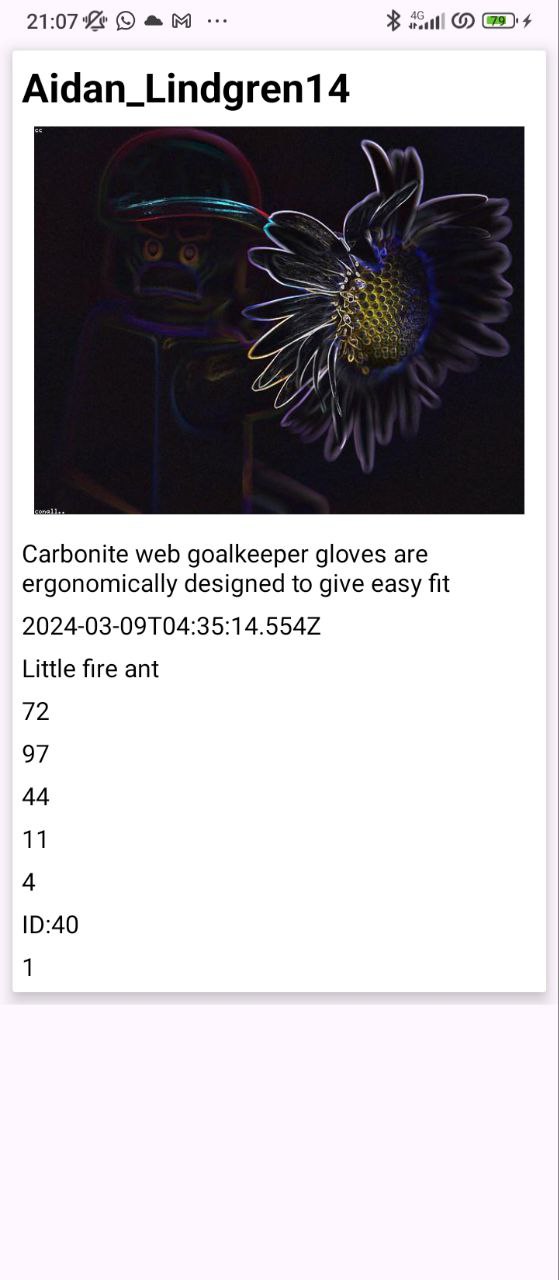 21:07
4G
79
Aidan_Lindgren14
cc
conall..
Carbonite web goalkeeper gloves are
ergonomically designed to give easy fit
2024-03-09T04:35:14.554Z
Little fire ant
72
97
44
11
4
ID:40
1